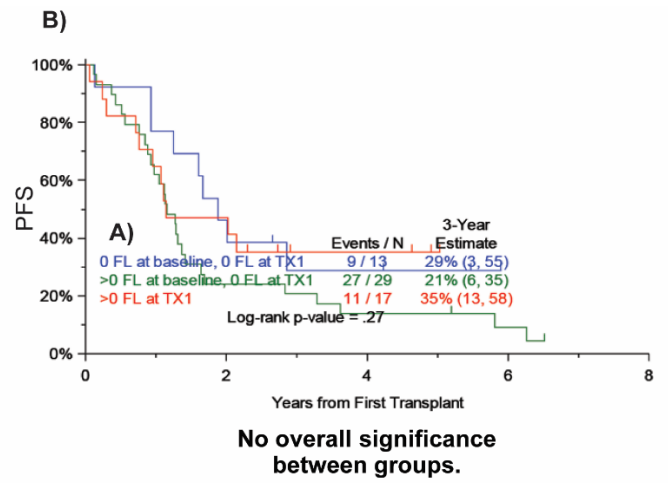 B)
100%
80%
60%
40%
20%
0%
PFS
A)
3-Year
Events / N Estimate
0 FL at baseline, 0 FL at TX1 9 / 13 29% (3, 55)
>0 FL at baseline, 0 FL at TX1 27 / 29 21% (6, 35)
>0 FL at TX1 11 / 17 35% (13, 58)
Log-rank p-value = .27
0 2 4 6 8
Years from First Transplant
No overall significance
between groups.